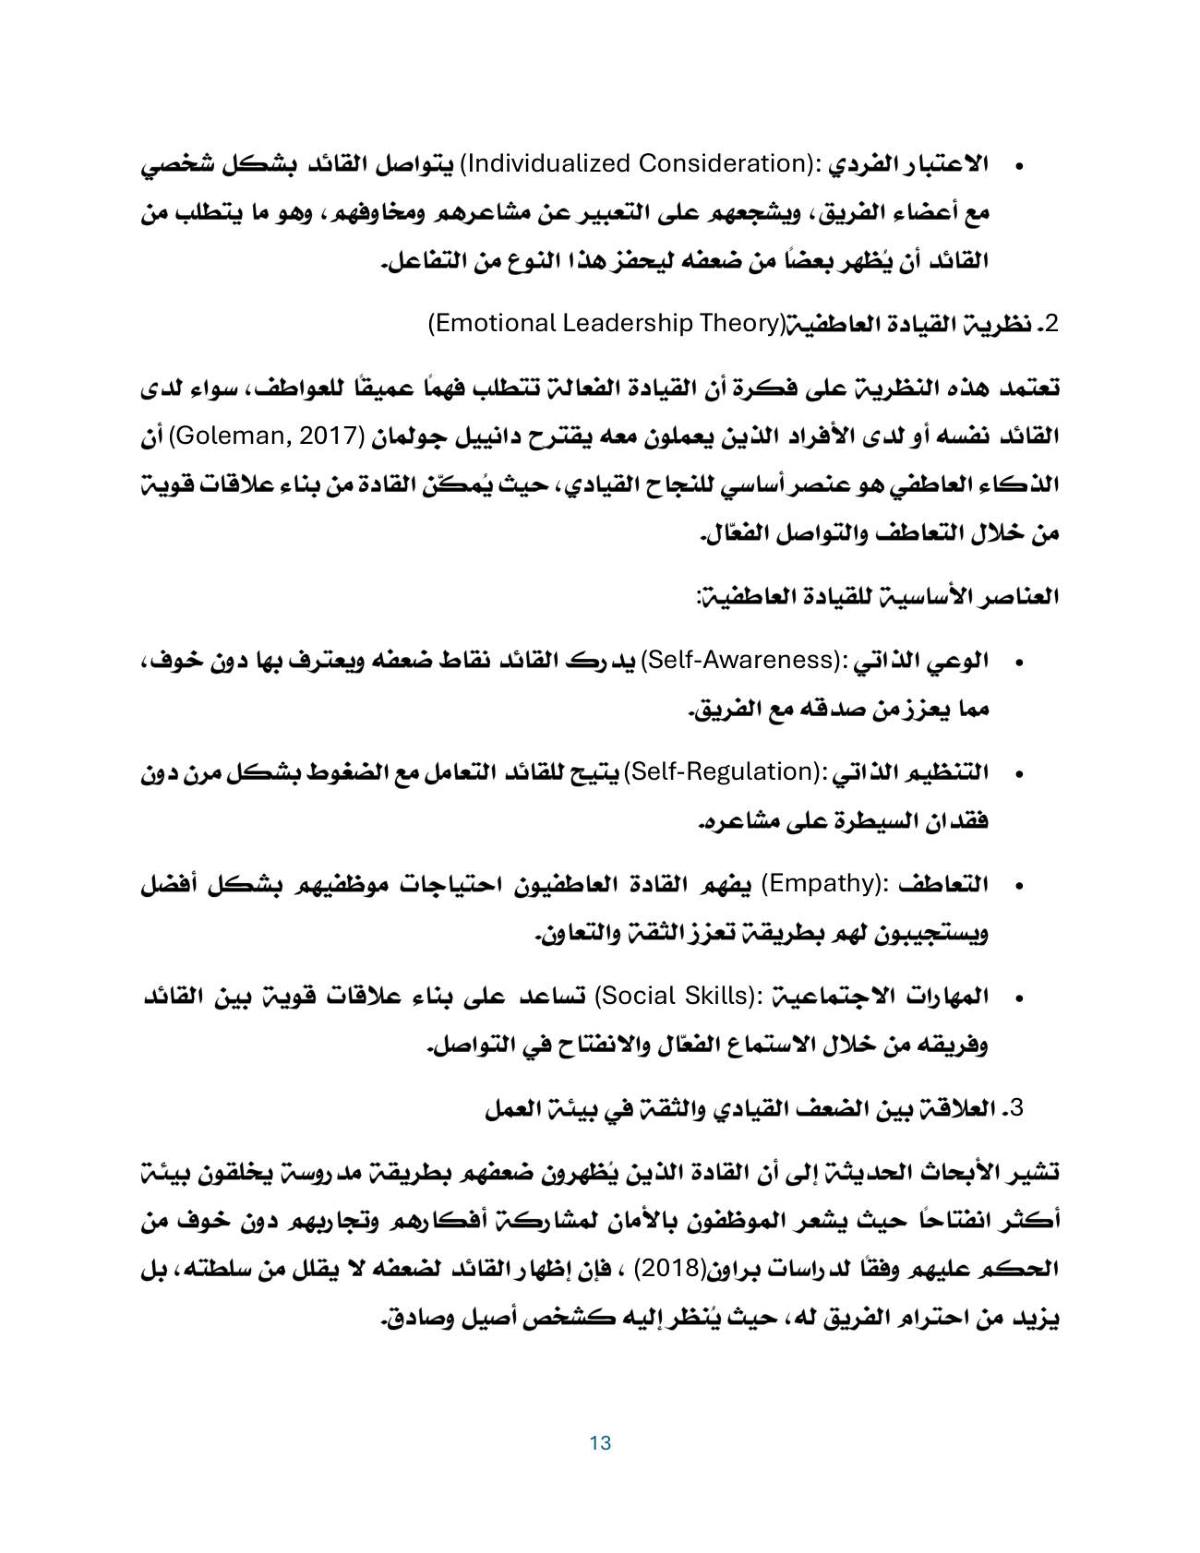 • الاعتبار الفردي :(Individualized Consideration) يتواصل القائد بشكل شخصي
مع أعضاء الفريق، ويشجعهم على التعبير عن مشاعرهم ومخاوفهم، وهو ما يتطلب من
القائد أن يُظهر بعضًا من ضعفه ليحفز هذا النوع من التفاعل.
2. نظرية القيادة العاطفية(Emotional Leadership Theory)
تعتمد هذه النظرية على فكرة أن القيادة الفعالة تتطلب فهمًا عميقًا للعواطف، سواء لدى
القائد نفسه أو لدى الأفراد الذين يعملون معه يقترح دانييل جولمان (Goleman, 2017) أن
الذكاء العاطفي هو عنصر أساسي للنجاح القيادي، حيث يُمكّن القادة من بناء علاقات قوية
من خلال التعاطف والتواصل الفعّال.
العناصر الأساسية للقيادة العاطفية:
• الوعي الذاتي :(Self-Awareness) يدرك القائد نقاط ضعفه ويعترف بها دون خوف،
مما يعزز من صدقه مع الفريق.
• التنظيم الذاتي :(Self-Regulation) يتيح للقائد التعامل مع الضغوط بشكل مرن دون
فقدان السيطرة على مشاعره.
• التعاطف :(Empathy) يفهم القادة العاطفيون احتياجات موظفيهم بشكل أفضل
ويستجيبون لهم بطريقة تعزز الثقة والتعاون.
• المهارات الاجتماعية :(Social Skills) تساعد على بناء علاقات قوية بين القائد
وفريقه من خلال الاستماع الفعّال والانفتاح في التواصل.
3. العلاقة بين الضعف القيادي والثقة في بيئة العمل
تشير الأبحاث الحديثة إلى أن القادة الذين يُظهرون ضعفهم بطريقة مدروسة يخلقون بيئة
أكثر انفتاحًا حيث يشعر الموظفون بالأمان لمشاركة أفكارهم وتجاربهم دون خوف من
الحكم عليهم وفقًا لدراسات براون(2018) ، فإن إظهار القائد لضعفه لا يقلل من سلطته، بل
يزيد من احترام الفريق له، حيث يُنظر إليه كشخص أصيل وصادق.
13